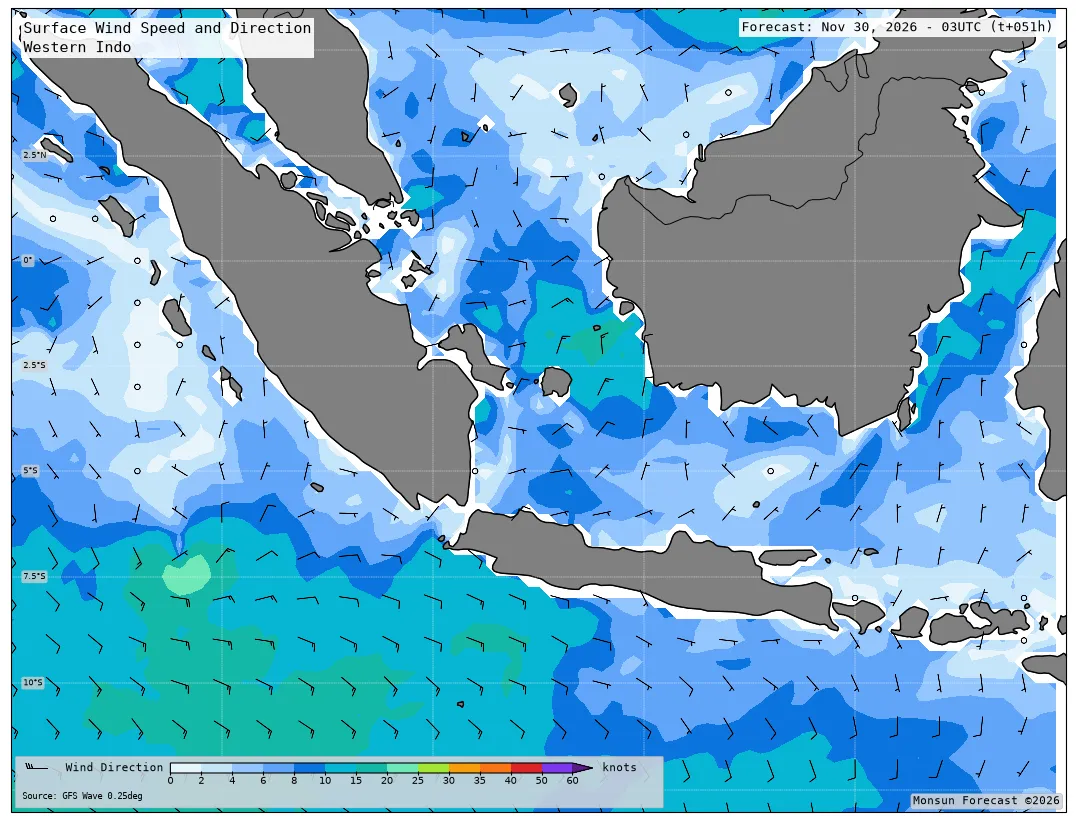 Surface Wind Speed and Direction
Western Indo
Forecast: Nov 30, 2026 - 03UTC (t+051h)
2.5°N
0°
2.5°S
5°S
7.5°S
10°S
Wind Direction
0 2 4 6 8 10 15 20 25 30 35 40 50 60
knots
Source: GFS Wave 0.25deg
Monsun Forecast ©2026